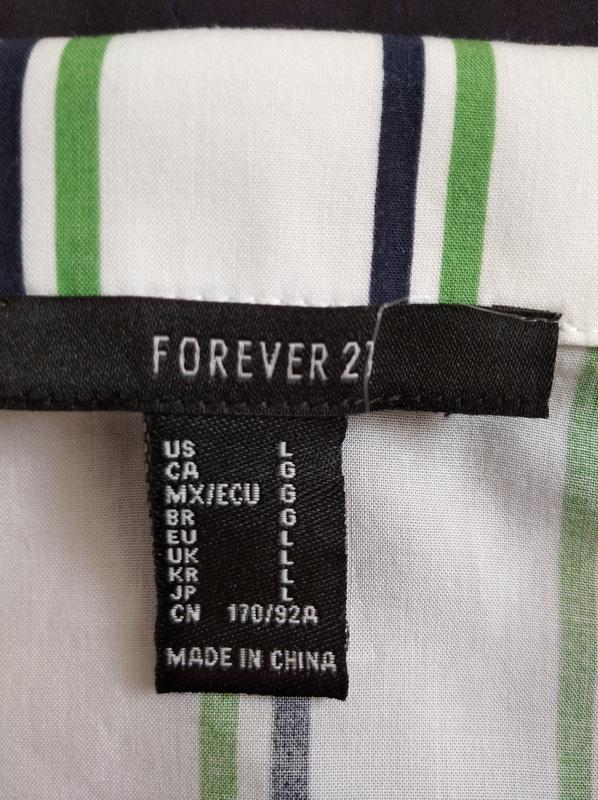 FOREVER 21
US L
CA G
MX/ECU G
BR G
EU L
UK L
KR L
JP L
CN 170/92A
MADE IN CHINA